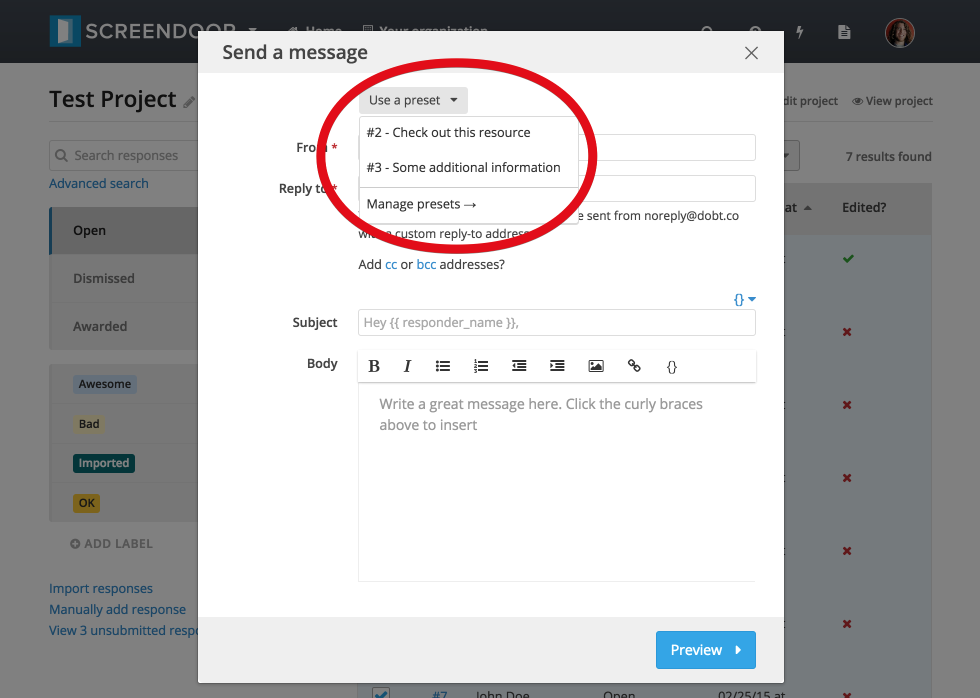 SCREENDOOR
Home
Your organization
Send a message
Test Project
Edit project
View project
Use a preset
#2 - Check out this resource
#3 - Some additional information
Manage presets →
From *
Reply to *
be sent from noreply@dobt.co
with a custom reply-to address
Add cc or bcc addresses?
Search responses
Advanced search
7 results found
at
Edited?
Open
Dismissed
Awarded
Awesome
Bad
Imported
OK
ADD LABEL
Import responses
Manually add response
View 3 unsubmitted respo
{}
Subject
Hey {{ responder_name }},
Body
B I {}
Write a great message here. Click the curly braces
above to insert
Preview
#7 John Doe Open 02/25/15 at